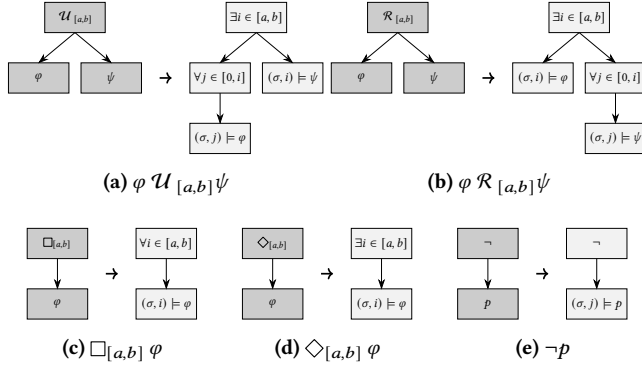 𝒰 [a,b]
∃i ∈ [a, b]
ℛ [a,b]
∃i ∈ [a, b]
φ ψ → ∀j ∈ [0, i] (σ, i) ⊨ ψ
φ ψ → (σ, i) ⊨ φ ∀j ∈ [0, i]
(σ, j) ⊨ φ
(σ, j) ⊨ ψ
(a) φ 𝒰 [a,b]ψ
(b) φ ℛ [a,b]ψ
□[a,b] ∀i ∈ [a, b]
◇[a,b] ∃i ∈ [a, b]
¬ ¬
→ → →
φ (σ, i) ⊨ φ
φ (σ, i) ⊨ φ
p (σ, j) ⊨ p
(c) □[a,b] φ
(d) ◇[a,b] φ
(e) ¬p